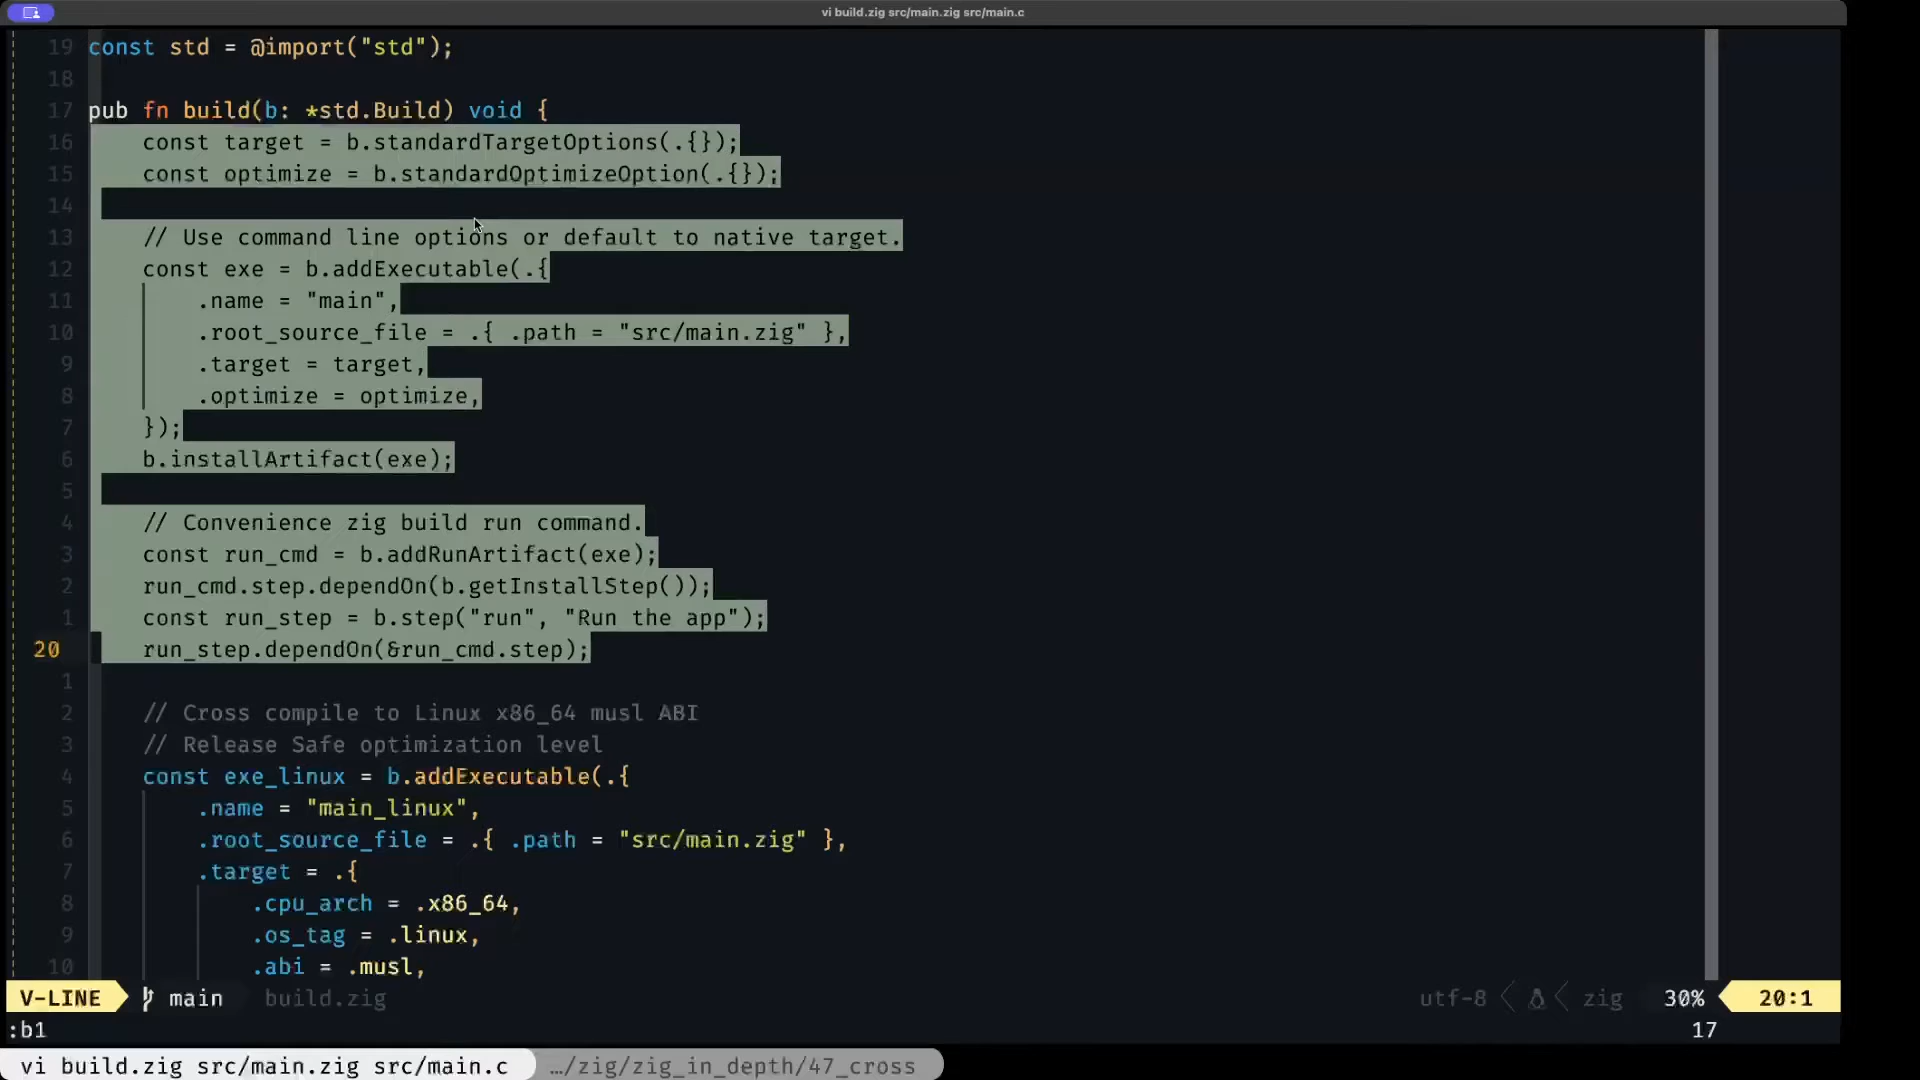 vi build.zig src/main.zig src/main.c
19 const std = @import("std");
18
17 pub fn build(b: *std.Build) void {
16     const target = b.standardTargetOptions(.{});
15     const optimize = b.standardOptimizeOption(.{});
14
13     // Use command line options or default to native target.
12     const exe = b.addExecutable(.{
11         .name = "main",
10         .root_source_file = .{ .path = "src/main.zig" },
9         .target = target,
8         .optimize = optimize,
7     });
6     b.installArtifact(exe);
5
4     // Convenience zig build run command.
3     const run_cmd = b.addRunArtifact(exe);
2     run_cmd.step.dependOn(b.getInstallStep());
1     const run_step = b.step("run", "Run the app");
20     run_step.dependOn(&run_cmd.step);
1
2     // Cross compile to Linux x86_64 musl ABI
3     // Release Safe optimization level
4     const exe_linux = b.addExecutable(.{
5         .name = "main_linux",
6         .root_source_file = .{ .path = "src/main.zig" },
7         .target = .{
8             .cpu_arch = .x86_64,
9             .os_tag = .linux,
10             .abi = .musl,
V-LINE main build.zig utf-8 zig 30% 20:1
:b1 17
vi build.zig src/main.zig src/main.c …/zig/zig_in_depth/47_cross